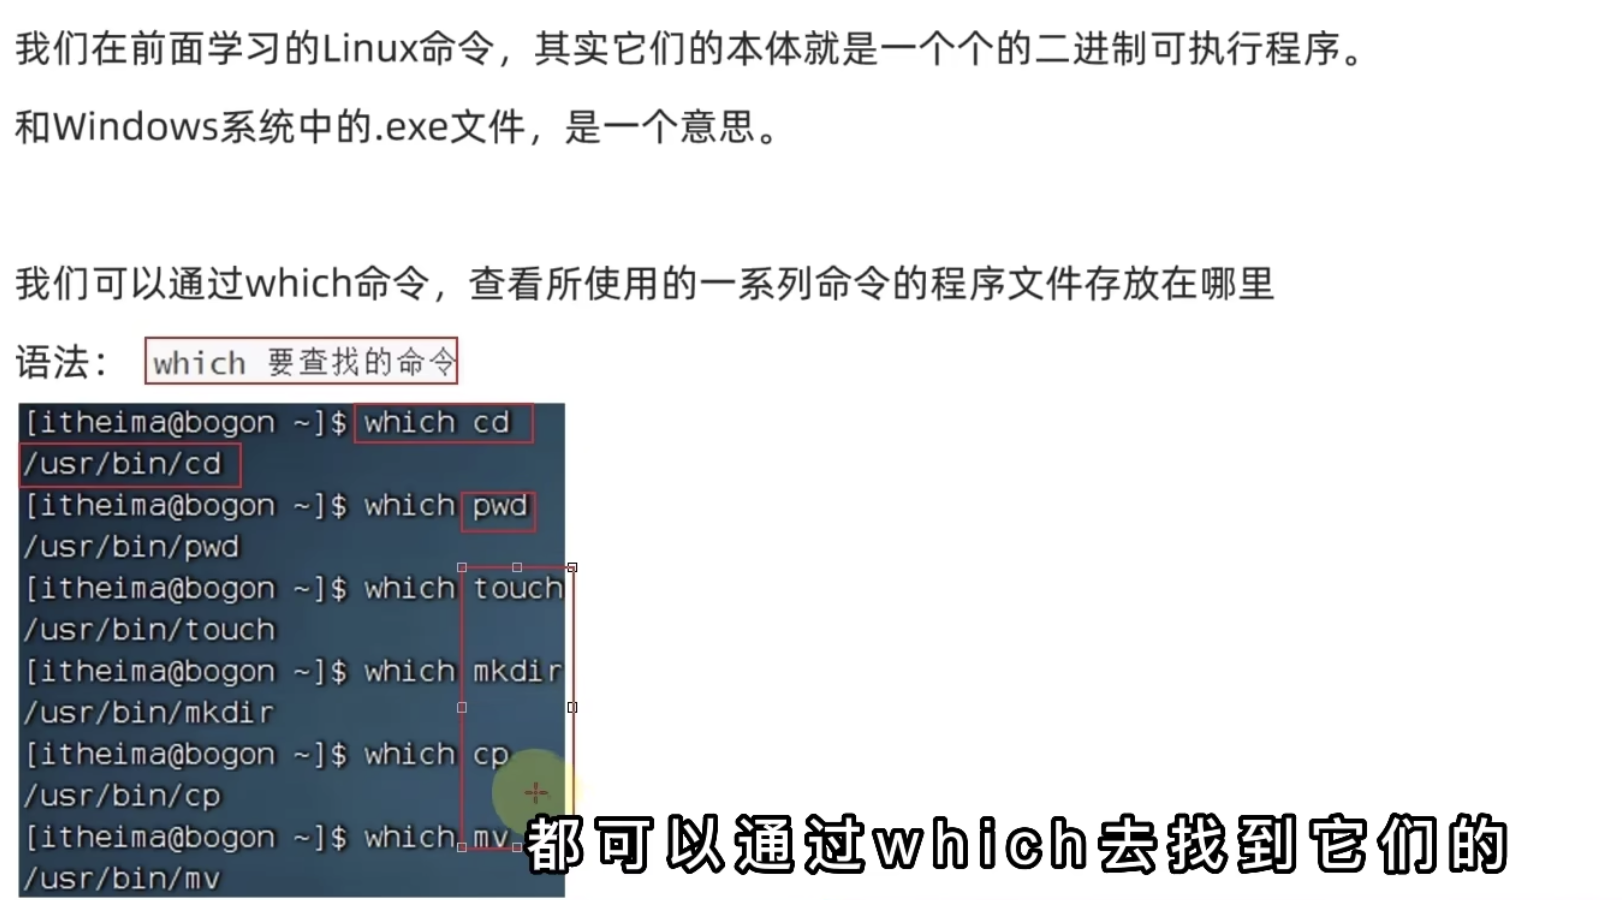 我们在前面学习的Linux命令，其实它们的本体就是一个个的二进制可执行程序。
和Windows系统中的.exe文件，是一个意思。
我们可以通过which命令，查看所使用的一系列命令的程序文件存放在哪里
语法： which 要查找的命令
[itheima@bogon ~]$ which cd
/usr/bin/cd
[itheima@bogon ~]$ which pwd
/usr/bin/pwd
[itheima@bogon ~]$ which touch
/usr/bin/touch
[itheima@bogon ~]$ which mkdir
/usr/bin/mkdir
[itheima@bogon ~]$ which cp
/usr/bin/cp
[itheima@bogon ~]$ which mv
/usr/bin/mv
都可以通过which去找到它们的